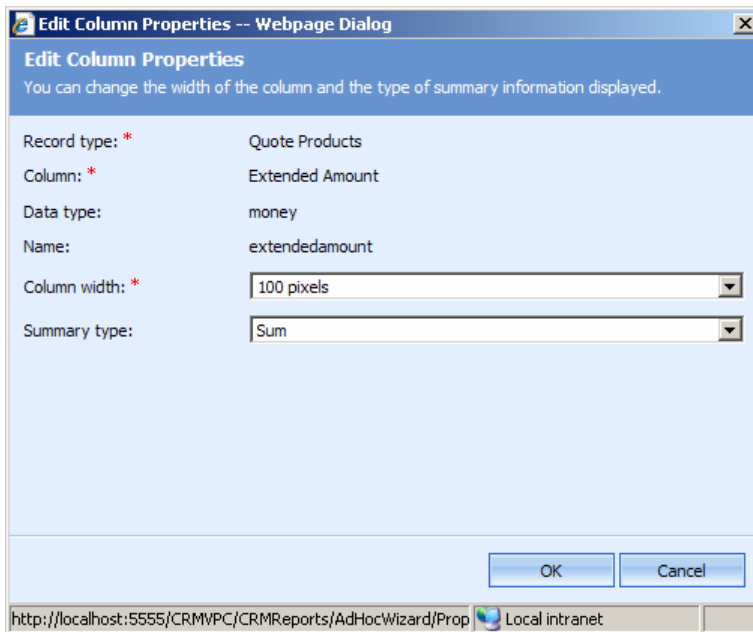 Edit Column Properties -- Webpage Dialog
Edit Column Properties
You can change the width of the column and the type of summary information displayed.
Record type: * Quote Products
Column: * Extended Amount
Data type: money
Name: extendedamount
Column width: * 100 pixels
Summary type: Sum
OK Cancel
http://localhost:5555/CRMVPC/CRMReports/AdHocWizard/Prop Local intranet